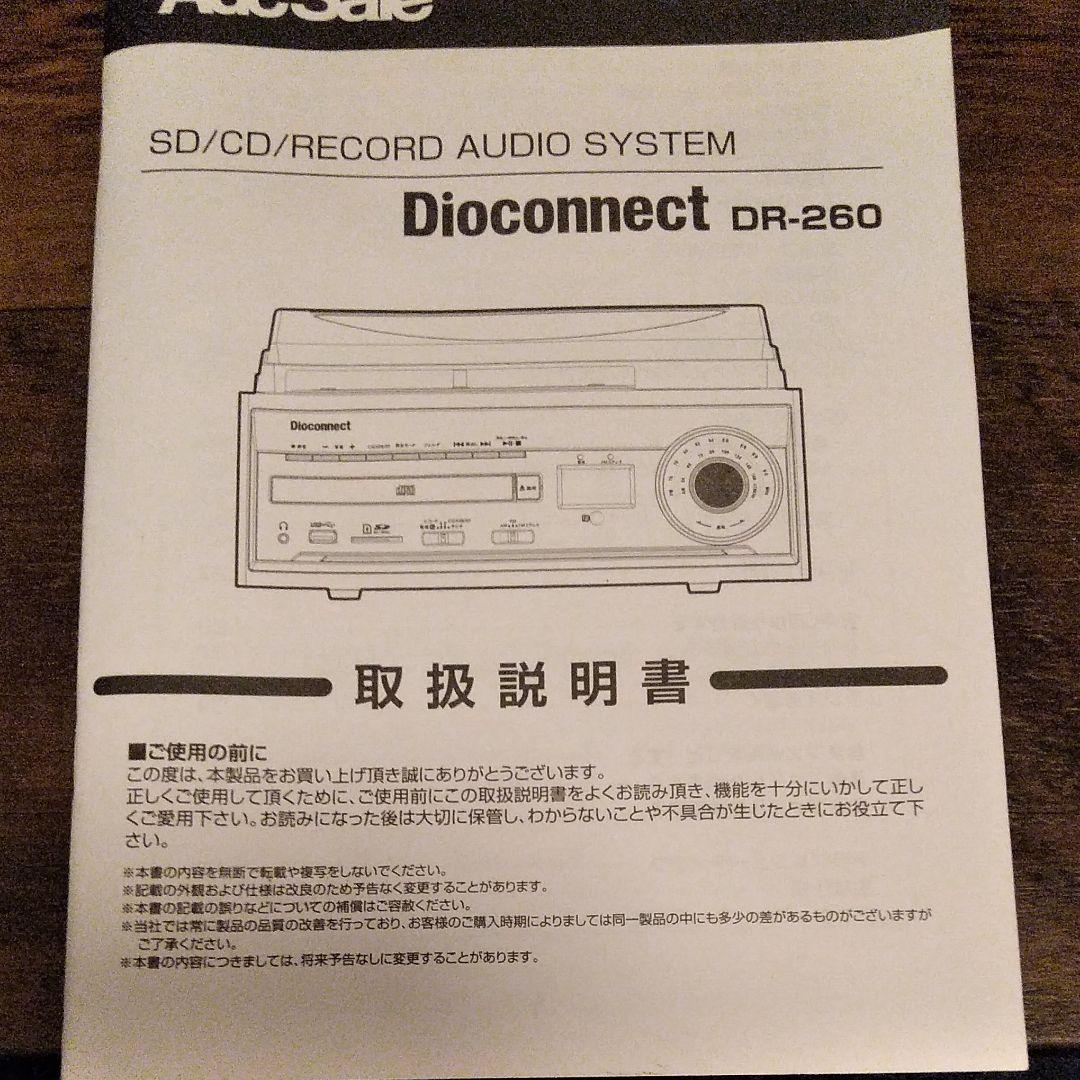 SD/CD/RECORD AUDIO SYSTEM
Dioconnect DR-260
Dioconnect
取扱説明書
■ご使用の前に
この度は、本製品をお買い上げ頂き誠にありがとうございます。
正しくご使用して頂くために、ご使用前にこの取扱説明書をよくお読み頂き、機能を十分にいかして正し
くご愛用下さい。お読みになった後は大切に保管し、わからないことや不具合が生じたときにお役立て下
さい。
※本書の内容を無断で転載や複写をしないでください。
※記載の外観および仕様は改良のため予告なく変更することがあります。
※本書の記載の誤りなどについての補償はご容赦ください。
※当社では常に製品の品質の改善を行っており、お客様のご購入時期によりましては同一製品の中にも多少の差があるものがございますが
ご了承ください。
※本書の内容につきましては、将来予告なしに変更することがあります。